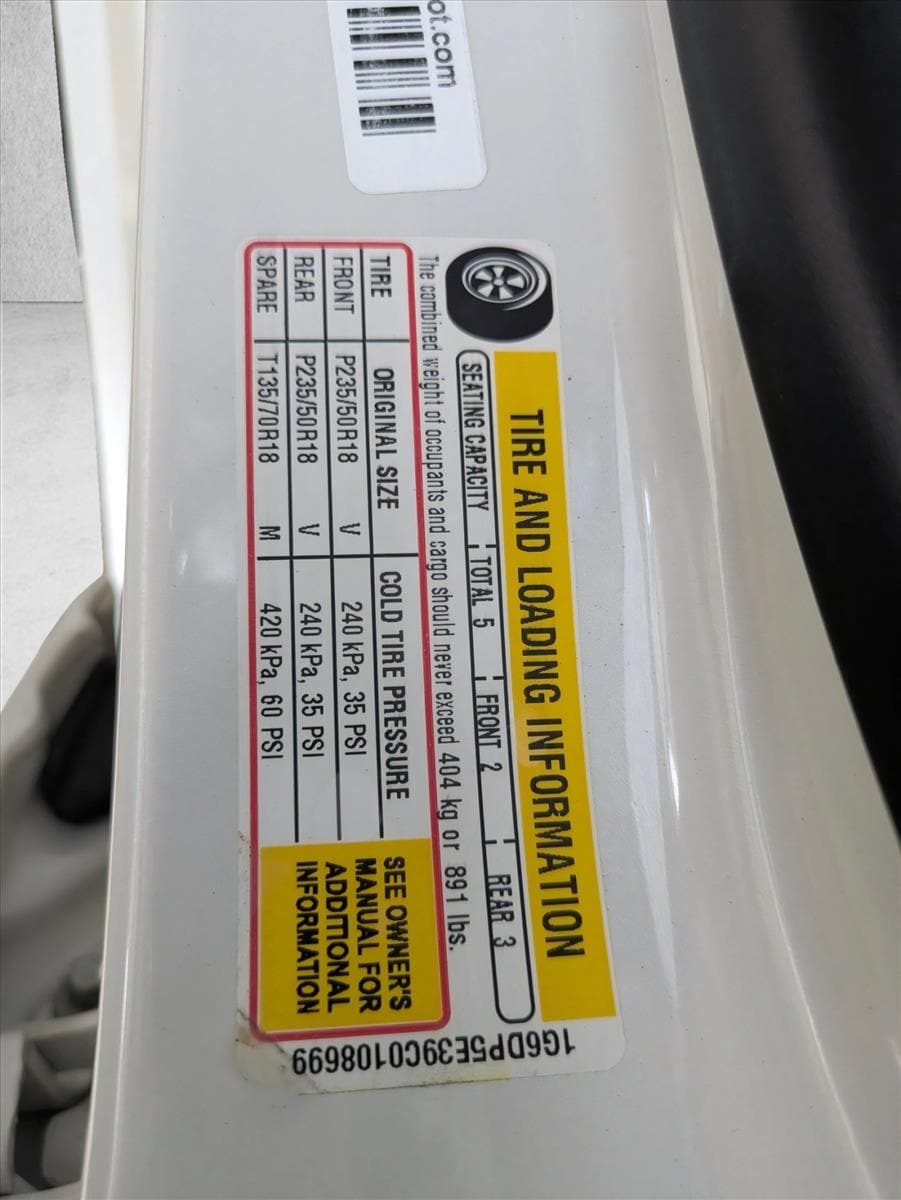 ot.com
TIRE AND LOADING INFORMATION
SEATING CAPACITY TOTAL 5 FRONT 2 REAR 3
The combined weight of occupants and cargo should never exceed 404 kg or 891 lbs.
TIRE ORIGINAL SIZE COLD TIRE PRESSURE
FRONT P235/50R18 V 240 kPa, 35 PSI
REAR P235/50R18 V 240 kPa, 35 PSI
SPARE T135/70R18 M 420 kPa, 60 PSI
SEE OWNER'S
MANUAL FOR
ADDITIONAL
INFORMATION
1G6DP5E39C0108699